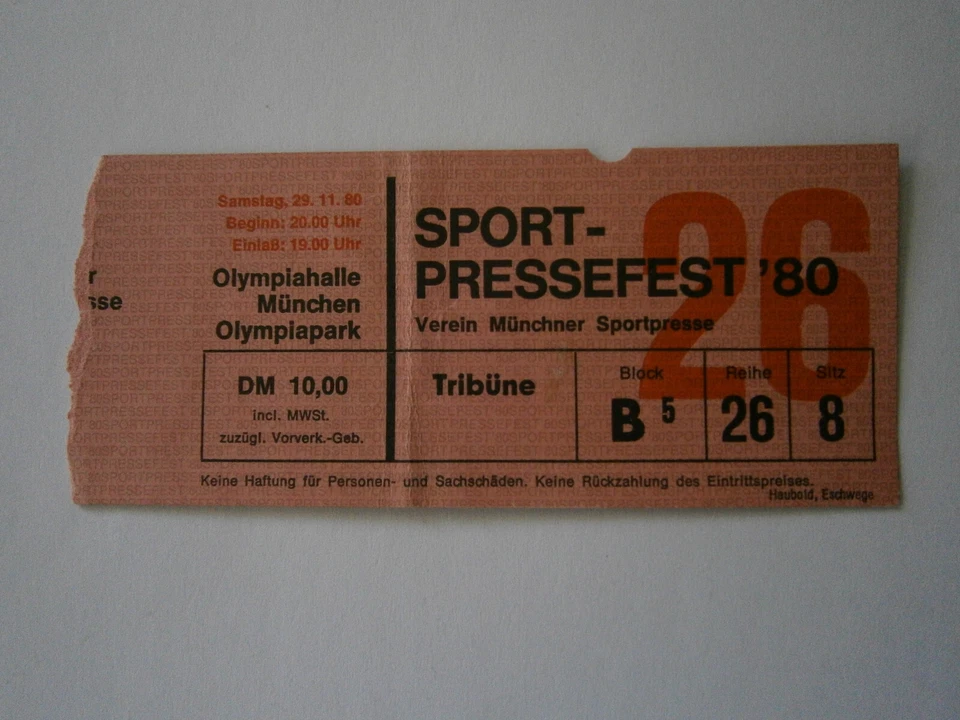 r
sse
Samstag, 29. 11. 80
Beginn: 20.00 Uhr
Einlaß: 19.00 Uhr
Olympiahalle
München
Olympiapark
DM 10,00
incl. MWSt.
zuzügl. Vorverk.-Geb.
26
SPORT-
PRESSEFEST '80
Verein Münchner Sportpresse
Tribüne
Block
B 5
Reihe
26
Sitz
8
Keine Haftung für Personen- und Sachschäden. Keine Rückzahlung des Eintrittspreises.
Haubold, Eschwege